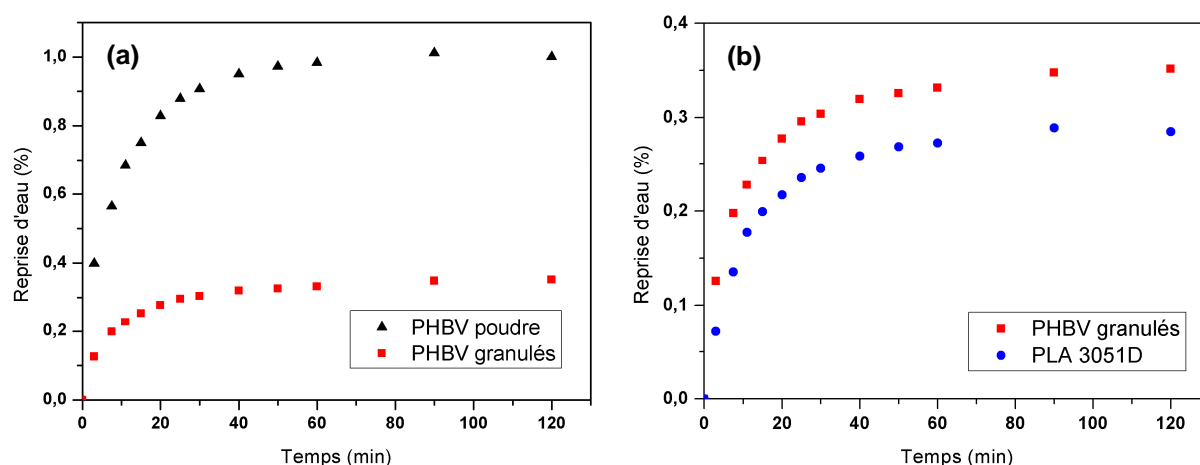 (a)
Reprise d'eau (%)
1,0
0,8
0,6
0,4
0,2
0,0
0 20 40 60 80 100 120
Temps (min)
PHBV poudre
PHBV granulés
(b)
Reprise d'eau (%)
0,4
0,3
0,2
0,1
0,0
0 20 40 60 80 100 120
Temps (min)
PHBV granulés
PLA 3051D